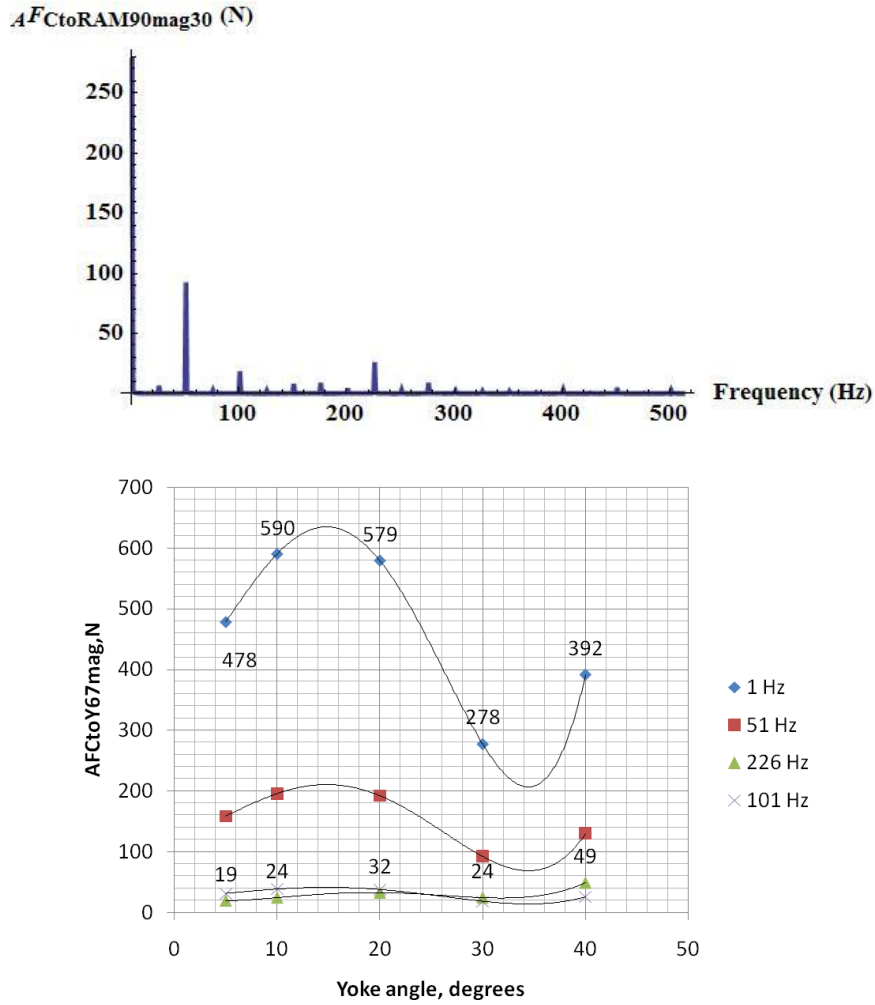 AFCtoRAM90mag30 (N)
250
200
150
100
50
100 200 300 400 500
Frequency (Hz)
700
600
500
400
300
200
100
0
AFCtoY67mag,N
590
579
478
392
278
19 24 32 24 49
0 10 20 30 40 50
Yoke angle, degrees
1 Hz
51 Hz
226 Hz
101 Hz